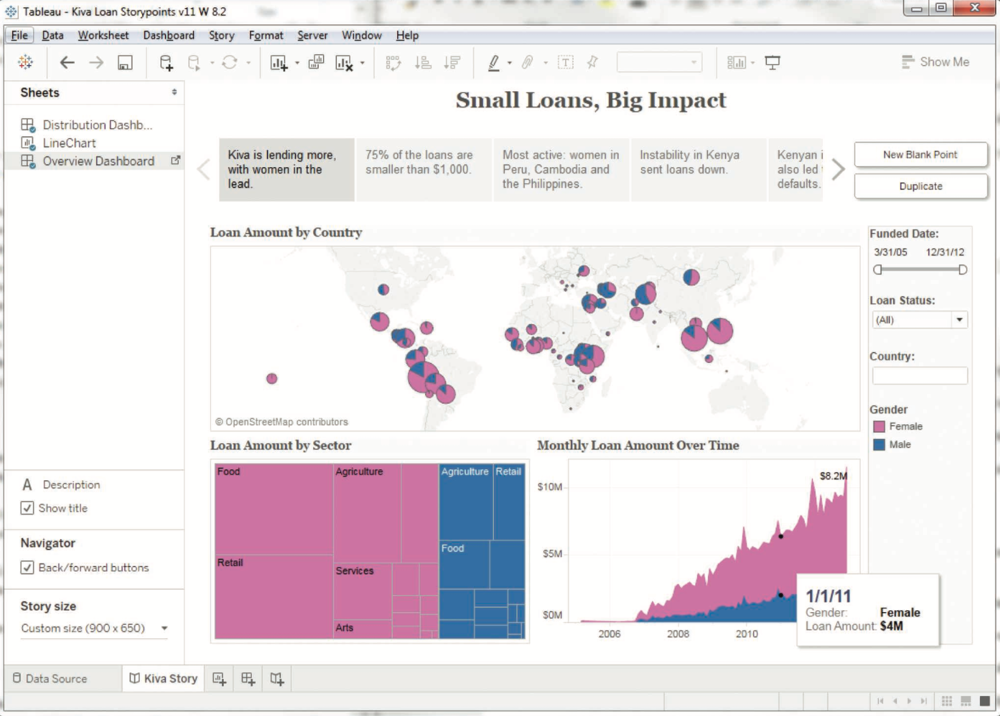 Tableau - Kiva Loan Storypoints v11 W 8.2
File Data Worksheet Dashboard Story Format Server Window Help
Show Me
Sheets
Distribution Dashb...
LineChart
Overview Dashboard
Small Loans, Big Impact
Kiva is lending more,
with women in the
lead.
75% of the loans are
smaller than $1,000.
Most active: women in
Peru, Cambodia and
the Philippines.
Instability in Kenya
sent loans down.
Kenyan i
also led
defaults.
New Blank Point
Duplicate
Loan Amount by Country
© OpenStreetMap contributors
Funded Date:
3/31/05 12/31/12
Loan Status:
(All)
Country:
Gender
Female
Male
Loan Amount by Sector
Food
Agriculture
Agriculture
Retail
Retail
Services
Food
Arts
Monthly Loan Amount Over Time
$8.2M
$10M
$5M
$0M
2006 2008 2010
1/1/11
Gender: Female
Loan Amount: $4M
A Description
Show title
Navigator
Back/forward buttons
Story size
Custom size (900 x 650)
Data Source
Kiva Story